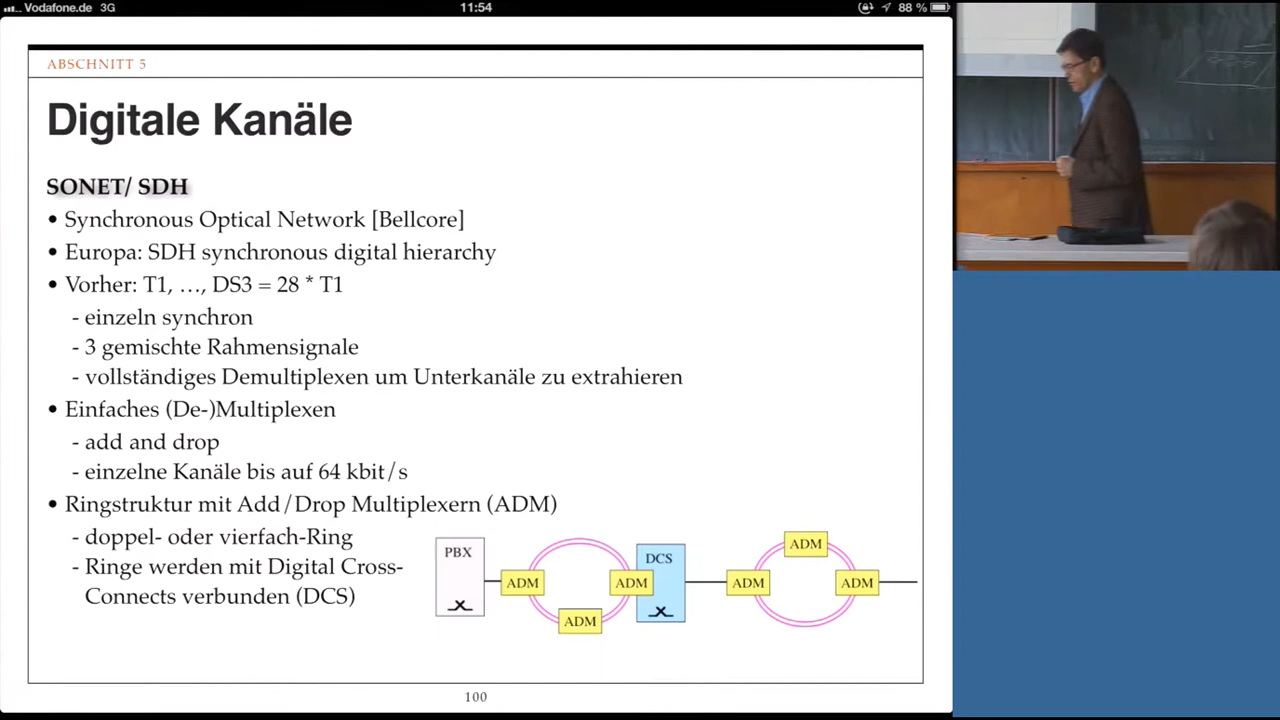 Vodafone.de 3G 11:54 88 %
ABSCHNITT 5
Digitale Kanäle
SONET/ SDH
• Synchronous Optical Network [Bellcore]
• Europa: SDH synchronous digital hierarchy
• Vorher: T1, …, DS3 = 28 * T1
- einzeln synchron
- 3 gemischte Rahmensignale
- vollständiges Demultiplexen um Unterkanäle zu extrahieren
• Einfaches (De-)Multiplexen
- add and drop
- einzelne Kanäle bis auf 64 kbit/s
• Ringstruktur mit Add/Drop Multiplexern (ADM)
- doppel- oder vierfach-Ring
- Ringe werden mit Digital Cross-
Connects verbunden (DCS)
PBX
ADM
ADM
ADM
DCS
ADM
ADM
ADM
100